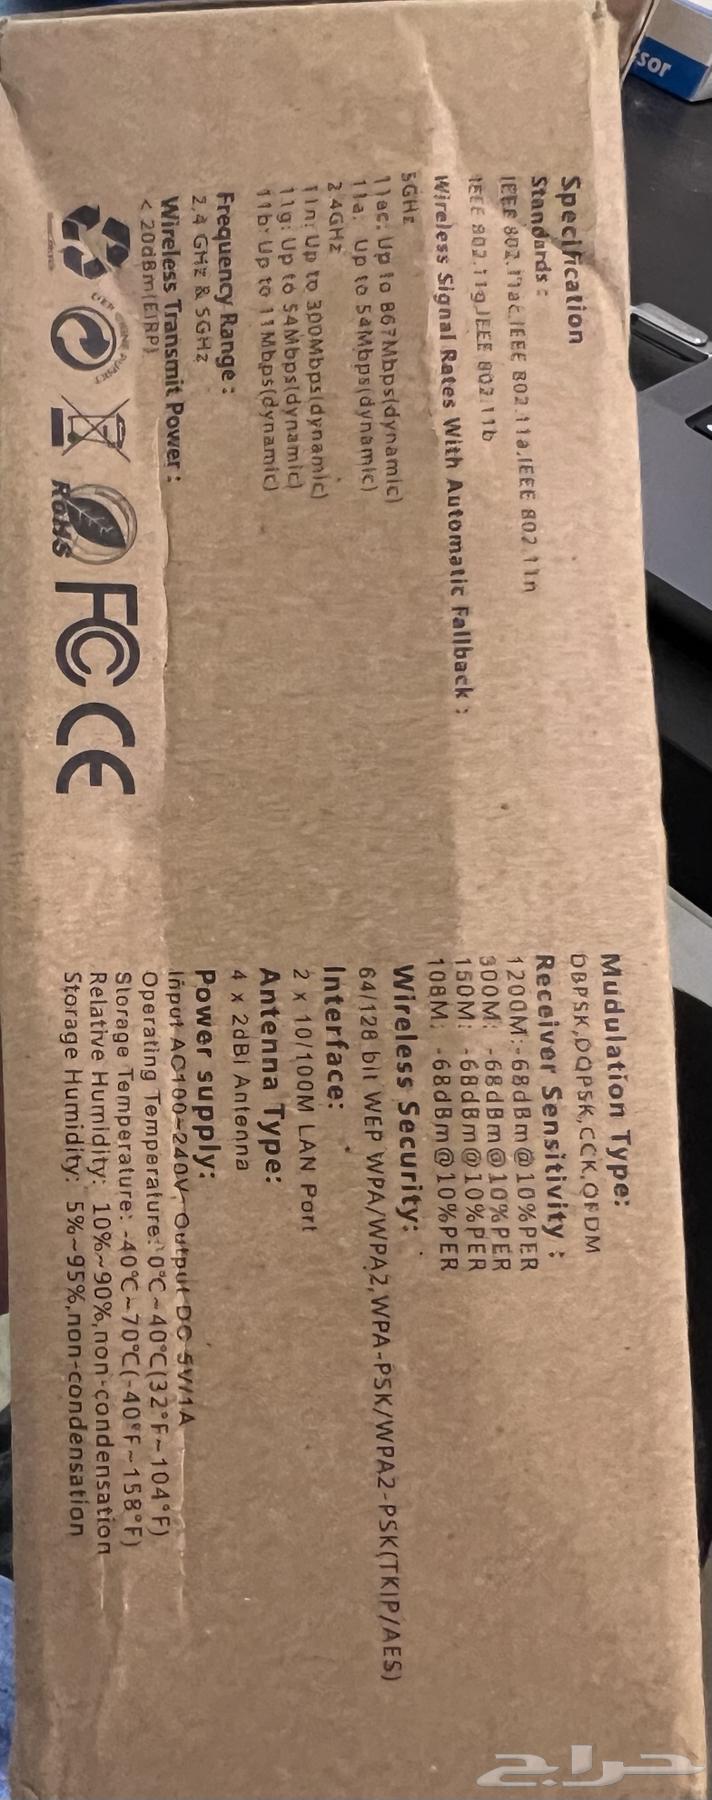 Specification
Standards :
IEEE 802.11ac,IEEE 802.11a,IEEE 802.11n
IEEE 802.11g,IEEE 802.11b
Wireless Signal Rates With Automatic Fallback :
5GHz
11ac: Up to 867Mbps(dynamic)
11a: Up to 54Mbps(dynamic)
2.4GHz
11n: Up to 300Mbps(dynamic)
11g: Up to 54Mbps(dynamic)
11b: Up to 11Mbps(dynamic)
Frequency Range :
2.4 GHz & 5GHz
Wireless Transmit Power :
< 20dBm(EIRP)
RoHS
FC CE
Mudulation Type:
DBPSK,DQPSK,CCK,OFDM
Receiver Sensitivity :
1200M:-68dBm@10%PER
300M: -68dBm@10%PER
150M: -68dBm@10%PER
108M: -68dBm@10%PER
Wireless Security:
64/128 bit WEP WPA/WPA2,WPA-PSK/WPA2-PSK(TKIP/AES)
Interface:
2 x 10/100M LAN Port
Antenna Type:
4 x 2dBi Antenna
Power supply:
Input AC100~240V, Output DC 5V/1A
Operating Temperature: 0°C~40°C(32°F~104°F)
Storage Temperature: -40°C~70°C(-40°F~158°F)
Relative Humidity: 10%~90%,non-condensation
Storage Humidity: 5%~95%,non-condensation
sor
حراج